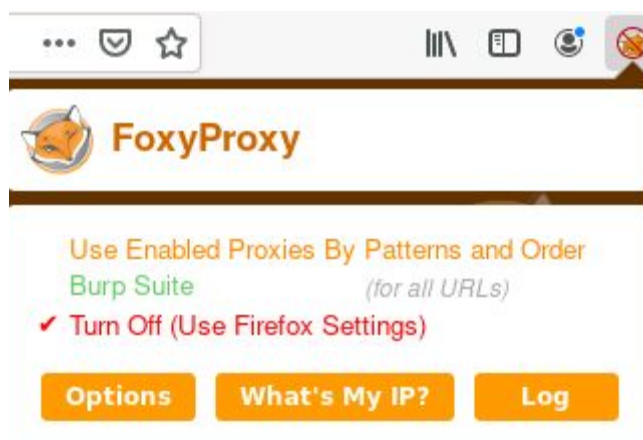 FoxyProxy
Use Enabled Proxies By Patterns and Order
Burp Suite (for all URLs)
✔ Turn Off (Use Firefox Settings)
Options What's My IP? Log